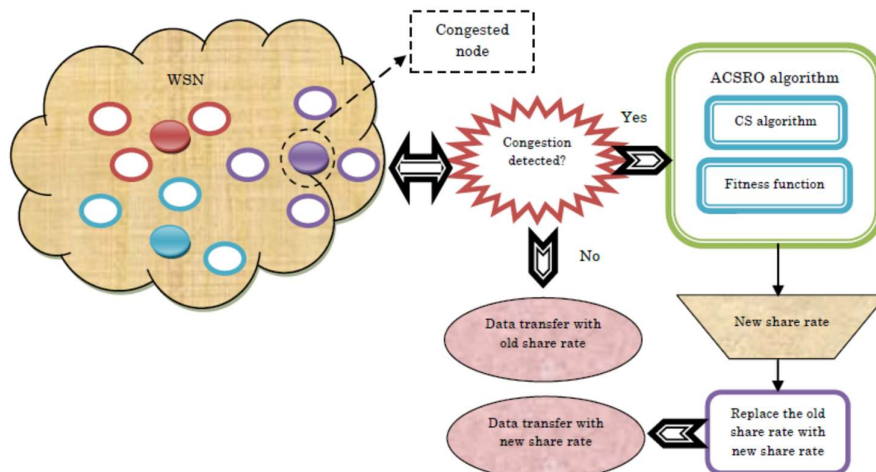 Congested
node
WSN
Yes
ACSRO algorithm
CS algorithm
Congestion
detected?
Fitness function
No
Data transfer with
old share rate
New share rate
Data transfer with
new share rate
Replace the old
share rate with
new share rate